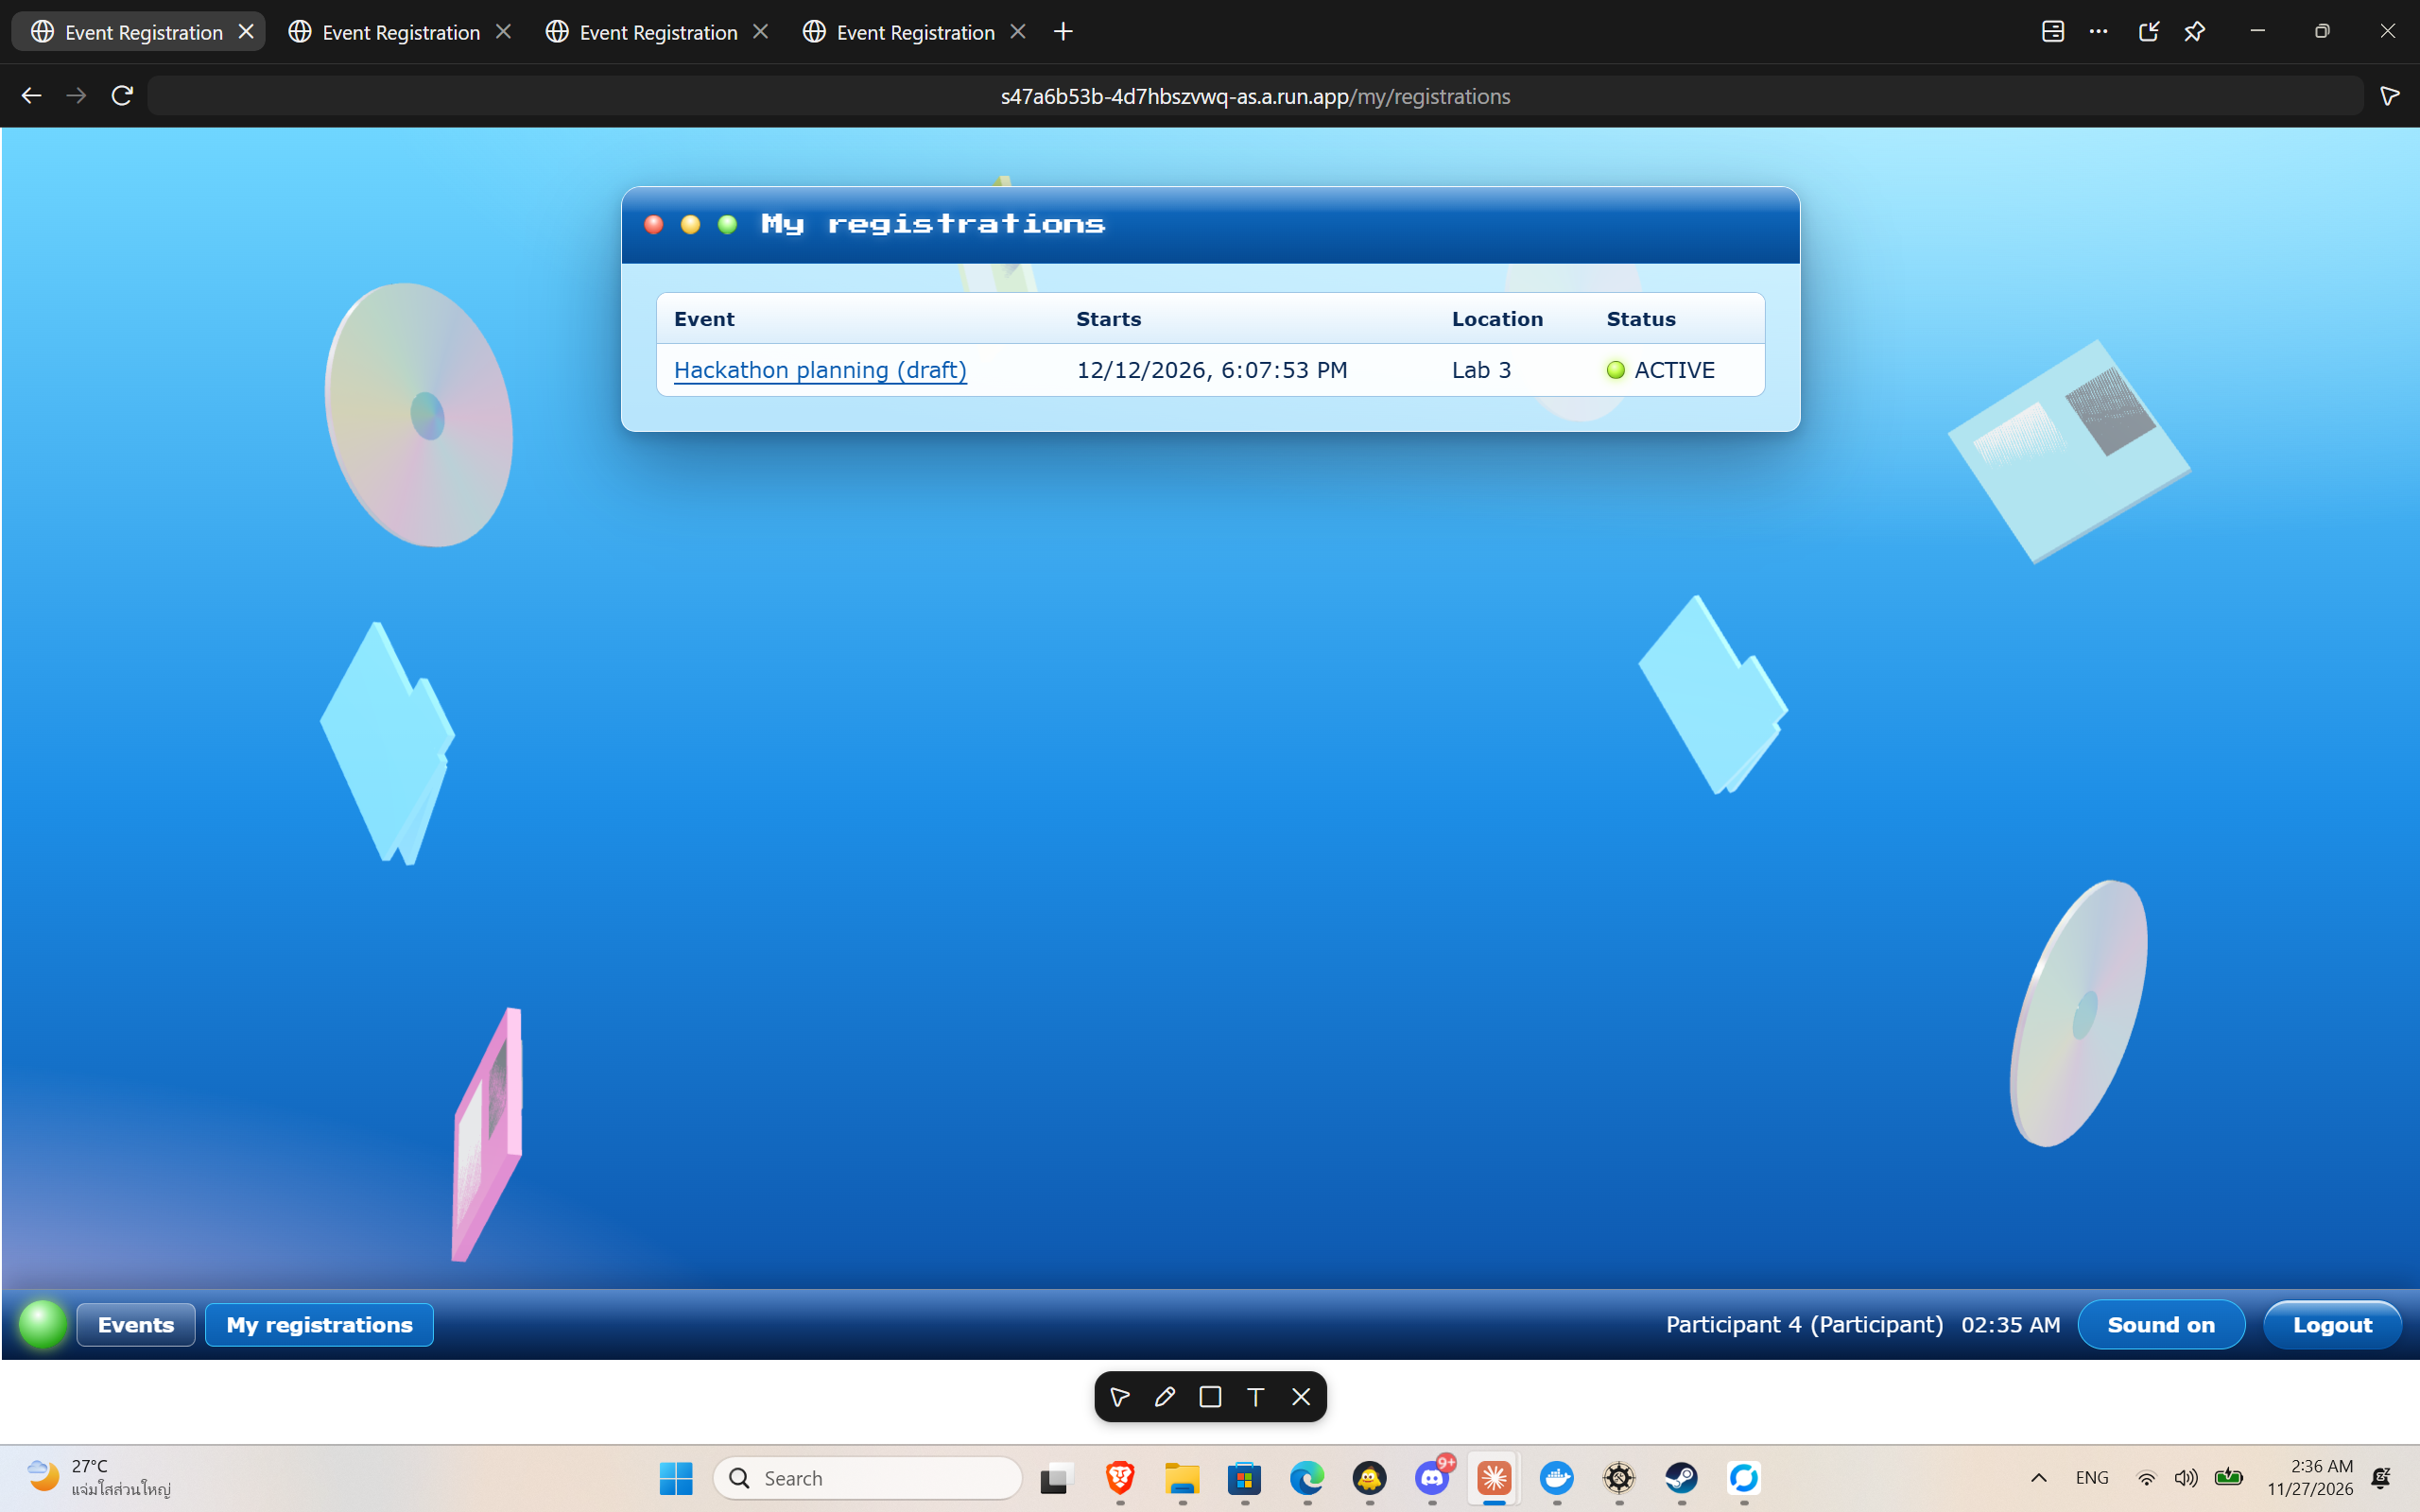 Event Registration
Event Registration
Event Registration
Event Registration
s47a6b53b-4d7hbszvwq-as.a.run.app/my/registrations
My registrations
Event Starts Location Status
Hackathon planning (draft) 12/12/2026, 6:07:53 PM Lab 3 ACTIVE
Events My registrations Participant 4 (Participant) 02:35 AM Sound on Logout
27°C
แจ่มใสส่วนใหญ่
Search
9+
ENG
2:36 AM
11/27/2026